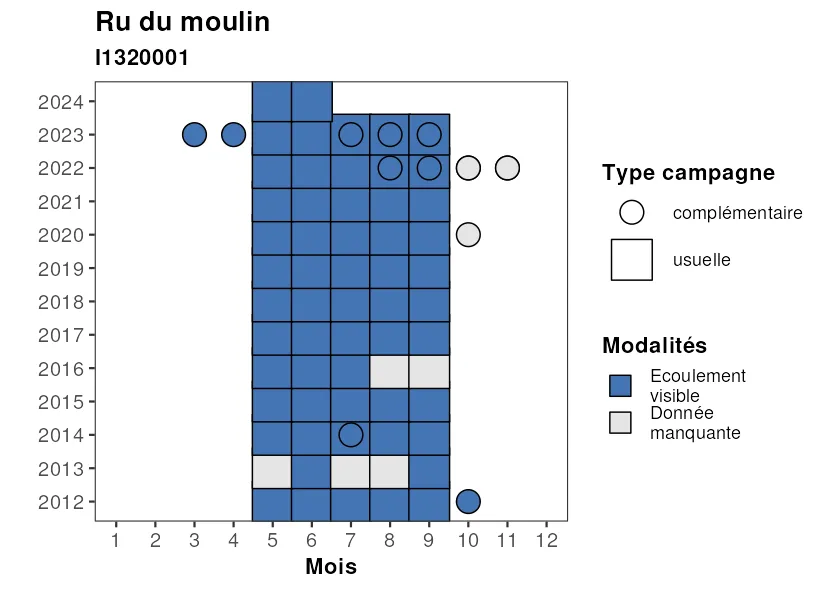 Ru du moulin
I1320001
2024
2023
2022
2021
2020
2019
2018
2017
2016
2015
2014
2013
2012
1 2 3 4 5 6 7 8 9 10 11 12
Mois
Type campagne
complémentaire
usuelle
Modalités
Ecoulement
visible
Donnée
manquante